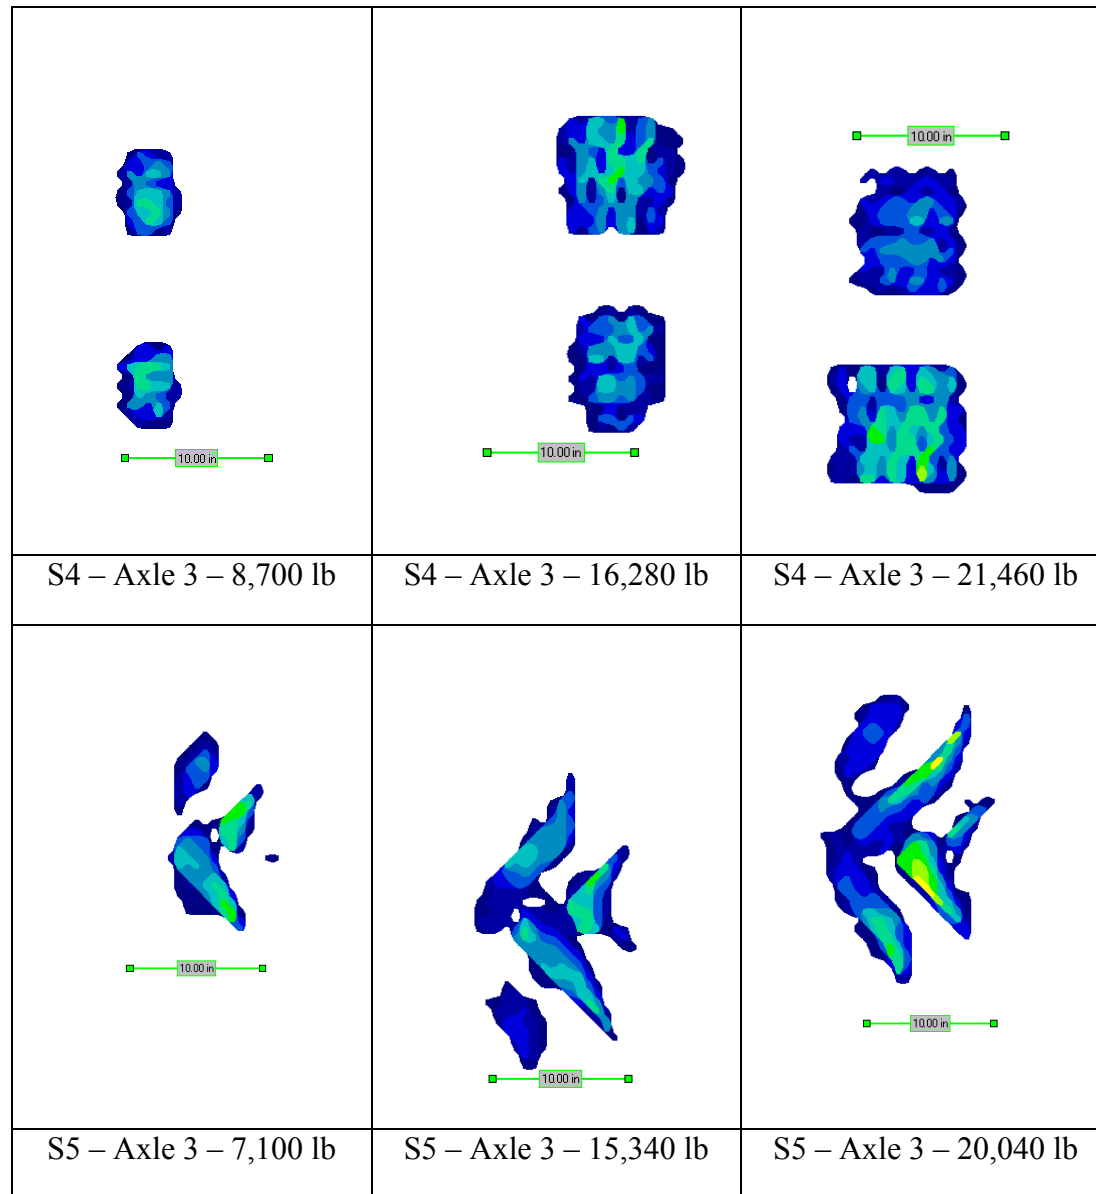 10.00 in
10.00 in
10.00 in
S4 – Axle 3 – 8,700 lb
S4 – Axle 3 – 16,280 lb
S4 – Axle 3 – 21,460 lb
10.00 in
10.00 in
10.00 in
S5 – Axle 3 – 7,100 lb
S5 – Axle 3 – 15,340 lb
S5 – Axle 3 – 20,040 lb